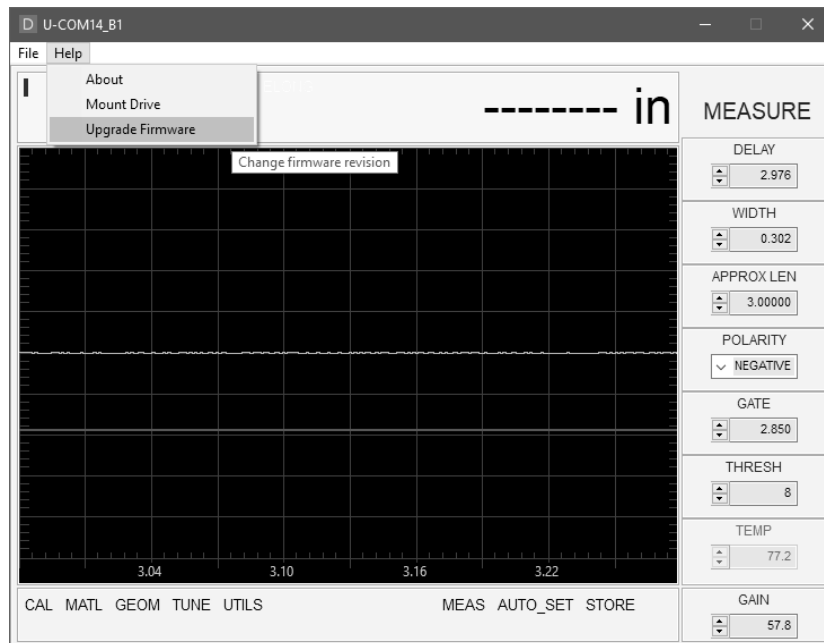 D U-COM14_B1
File Help
About
Mount Drive
Upgrade Firmware
Change firmware revision
-------- in
MEASURE
DELAY
2.976
WIDTH
0.302
APPROX LEN
3.00000
POLARITY
NEGATIVE
GATE
2.850
THRESH
8
TEMP
77.2
GAIN
57.8
3.04 3.10 3.16 3.22
CAL MATL GEOM TUNE UTILS MEAS AUTO_SET STORE